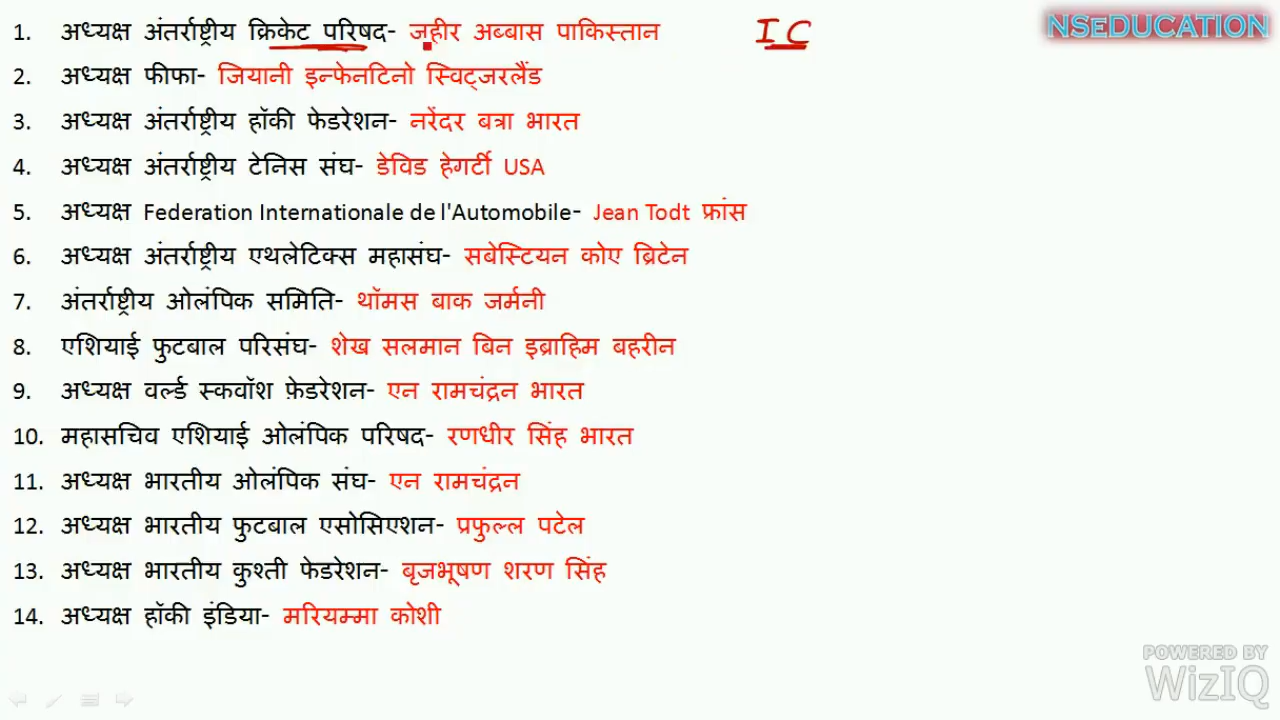 1. अध्यक्ष अंतर्राष्ट्रीय क्रिकेट परिषद- जहीर अब्बास पाकिस्तान IC
NSEDUCATION
2. अध्यक्ष फीफा- जियानी इन्फेनटिनो स्विट्जरलैंड
3. अध्यक्ष अंतर्राष्ट्रीय हॉकी फेडरेशन- नरेंदर बत्रा भारत
4. अध्यक्ष अंतर्राष्ट्रीय टेनिस संघ- डेविड हेगर्टी USA
5. अध्यक्ष Federation Internationale de l'Automobile- Jean Todt फ्रांस
6. अध्यक्ष अंतर्राष्ट्रीय एथलेटिक्स महासंघ- सबेस्टियन कोए ब्रिटेन
7. अंतर्राष्ट्रीय ओलंपिक समिति- थॉमस बाक जर्मनी
8. एशियाई फुटबाल परिसंघ- शेख सलमान बिन इब्राहिम बहरीन
9. अध्यक्ष वर्ल्ड स्कवॉश फ़ेडरेशन- एन रामचंद्रन भारत
10. महासचिव एशियाई ओलंपिक परिषद- रणधीर सिंह भारत
11. अध्यक्ष भारतीय ओलंपिक संघ- एन रामचंद्रन
12. अध्यक्ष भारतीय फुटबाल एसोसिएशन- प्रफुल्ल पटेल
13. अध्यक्ष भारतीय कुश्ती फेडरेशन- बृजभूषण शरण सिंह
14. अध्यक्ष हॉकी इंडिया- मरियम्मा कोशी
POWERED BY
WizIQ